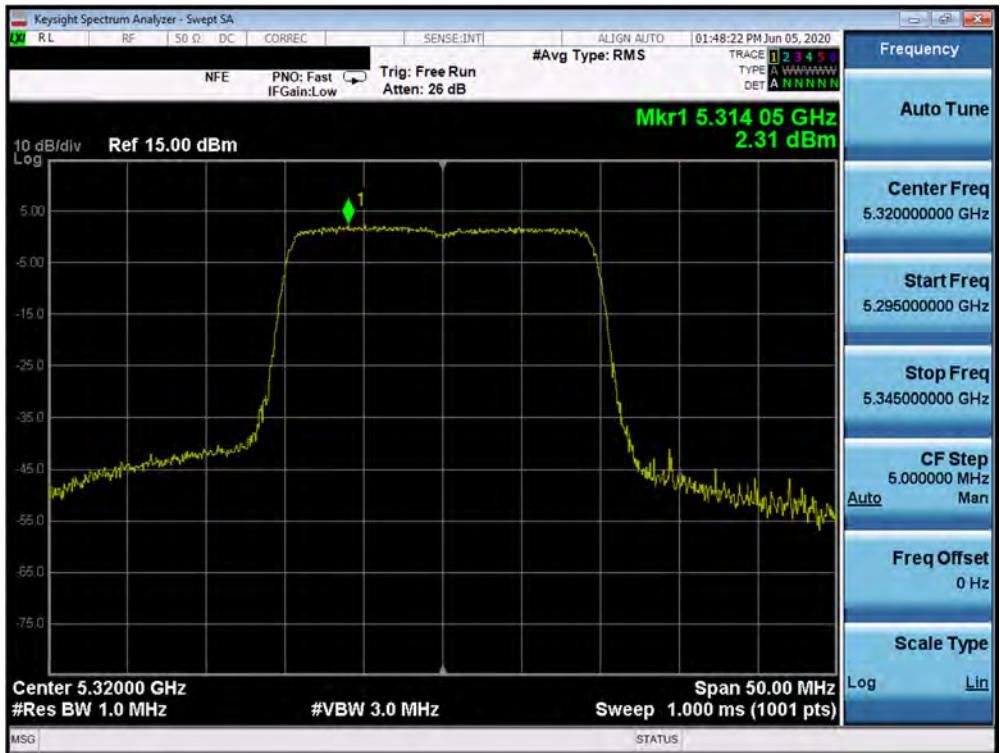 Keysight Spectrum Analyzer - Swept SA
LXI RL RF 50 Ω DC CORREC SENSE:INT ALIGN AUTO 01:48:22 PM Jun 05, 2020
#Avg Type: RMS
TRACE 1 2 3 4 5 6
TYPE A WWWWW
DET A N N N N N
NFE PNO: Fast Trig: Free Run
IFGain:Low Atten: 26 dB
Mkr1 5.314 05 GHz
2.31 dBm
10 dB/div Ref 15.00 dBm
Log
1
5.00
-5.00
-15.0
-25.0
-35.0
-45.0
-55.0
-65.0
-75.0
Center 5.32000 GHz Span 50.00 MHz
#Res BW 1.0 MHz #VBW 3.0 MHz Sweep 1.000 ms (1001 pts)
MSG STATUS
Frequency
Auto Tune
Center Freq
5.320000000 GHz
Start Freq
5.295000000 GHz
Stop Freq
5.345000000 GHz
CF Step
5.000000 MHz
Auto Man
Freq Offset
0 Hz
Scale Type
Log Lin